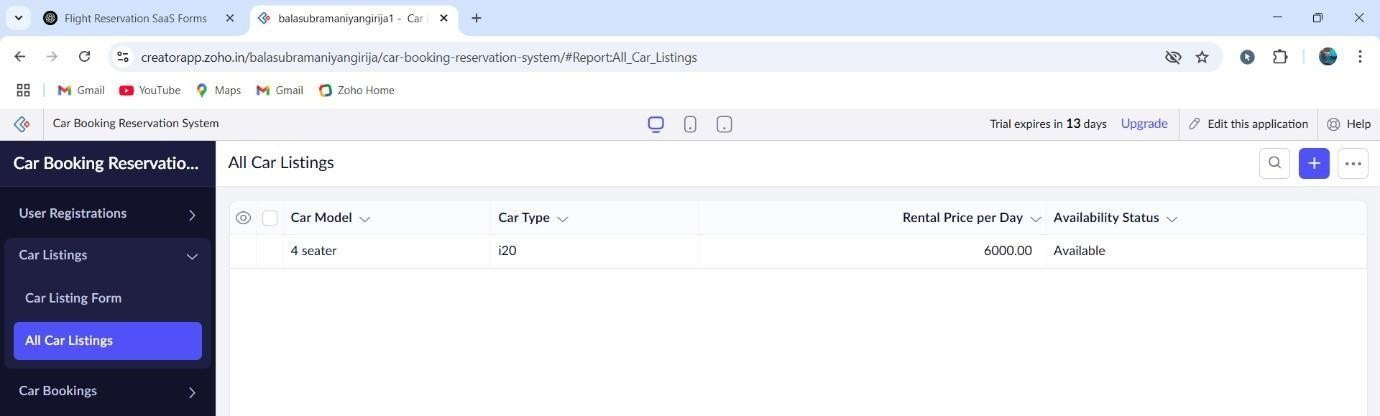 Flight Reservation SaaS Forms
balasubramaniyangirija1 - Car
creatorapp.zoho.in/balasubramaniyangirija/car-booking-reservation-system/#Report:All_Car_Listings
Gmail YouTube Maps Gmail Zoho Home
Car Booking Reservation System Trial expires in 13 days Upgrade Edit this application Help
Car Booking Reservatio...
All Car Listings
User Registrations
Car Listings
Car Listing Form
All Car Listings
Car Bookings
Car Model Car Type Rental Price per Day Availability Status
4 seater i20 6000.00 Available